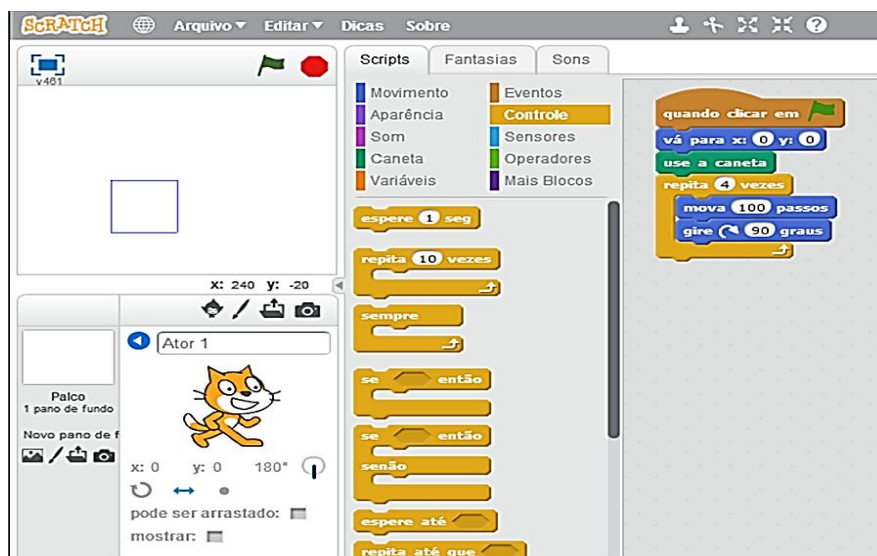 SCRATCH Arquivo▼ Editar▼ Dicas Sobre
v461
x: 240 y: -20
Ator 1
Palco
1 pano de fundo
Novo pano de f
x: 0 y: 0 180°
pode ser arrastado:
mostrar:
Scripts Fantasias Sons
Movimento Eventos
Aparência Controle
Som Sensores
Caneta Operadores
Variáveis Mais Blocos
espere 1 seg
repita 10 vezes
sempre
se então
se então
senão
espere até
repita até que
quando clicar em
vá para x: 0 y: 0
use a caneta
repita 4 vezes
mova 100 passos
gire 90 graus